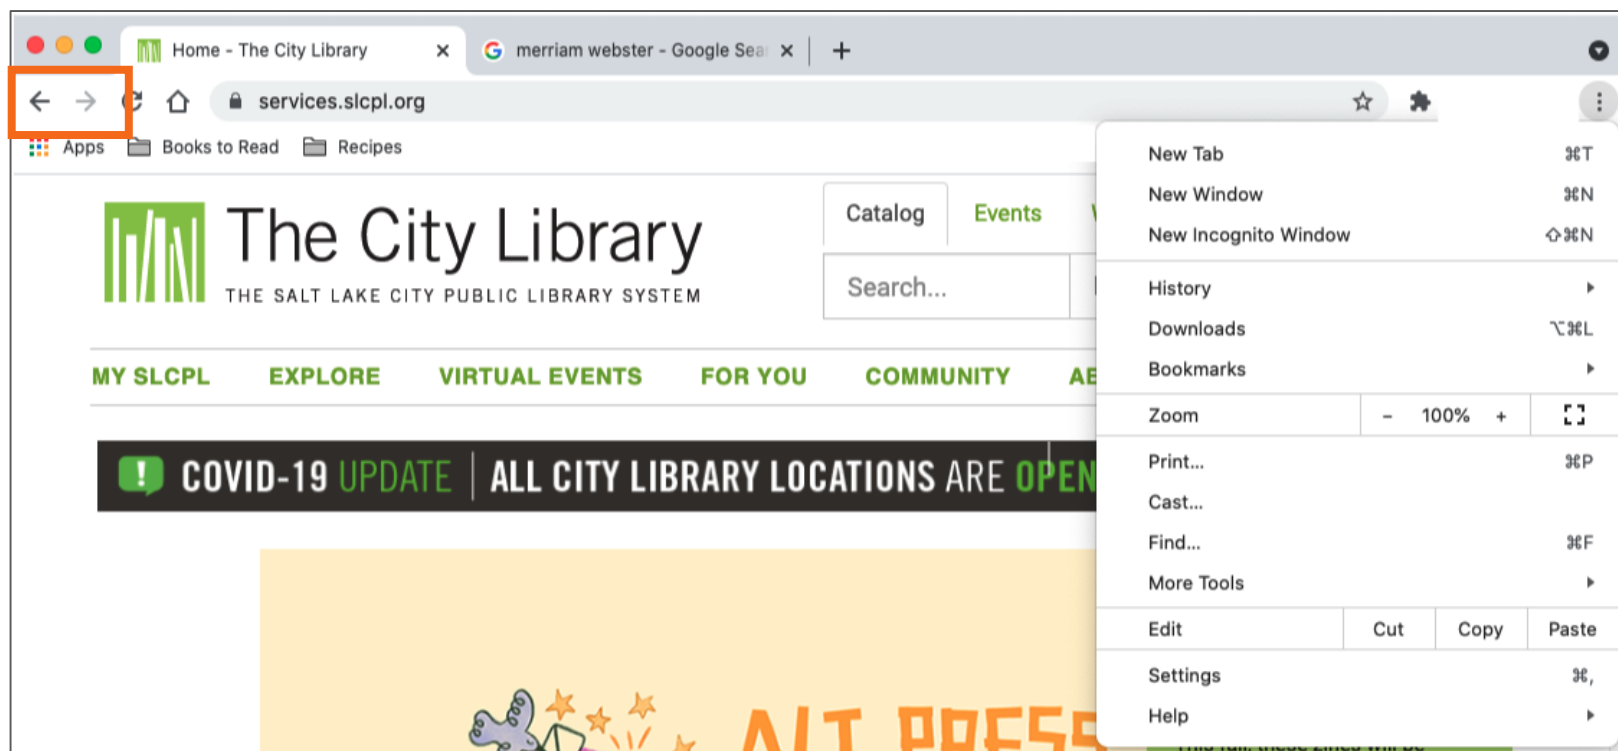 Home - The City Library
merriam webster - Google Sea
services.slcpl.org
Apps
Books to Read
Recipes
The City Library
THE SALT LAKE CITY PUBLIC LIBRARY SYSTEM
Catalog
Events
Search...
MY SLCPL
EXPLORE
VIRTUAL EVENTS
FOR YOU
COMMUNITY
COVID-19 UPDATE | ALL CITY LIBRARY LOCATIONS ARE OPEN
ALT PRESS
New Tab ⌘T
New Window ⌘N
New Incognito Window ⇧⌘N
History
Downloads ⌥⌘L
Bookmarks
Zoom - 100% +
Print... ⌘P
Cast...
Find... ⌘F
More Tools
Edit Cut Copy Paste
Settings ⌘,
Help